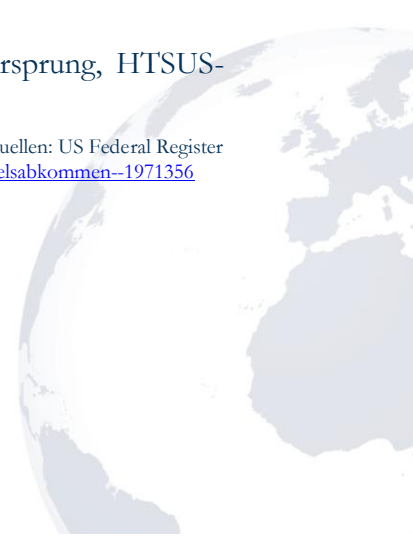 rsprung, HTSUS-
uellen: US Federal Register
elsabkommen--1971356